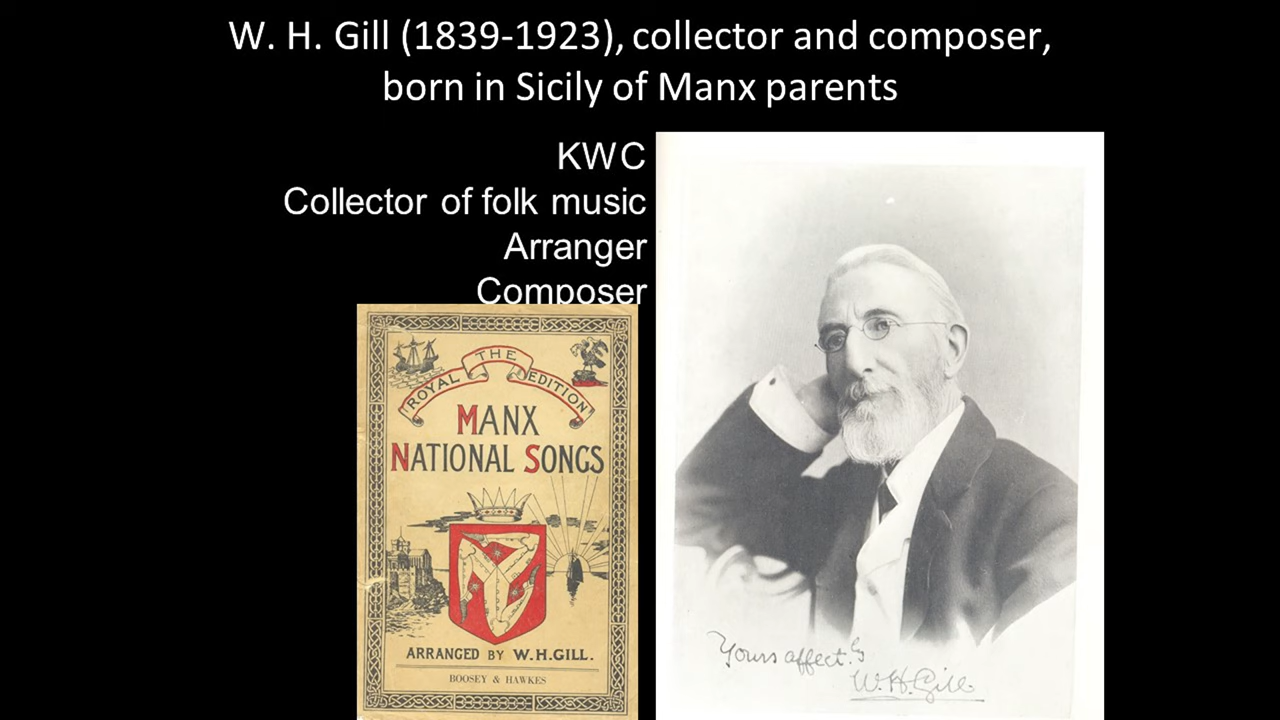 W. H. Gill (1839-1923), collector and composer,
born in Sicily of Manx parents
KWC
Collector of folk music
Arranger
Composer
THE
ROYAL EDITION
MANX
NATIONAL SONGS
ARRANGED BY W.H.GILL.
BOOSEY & HAWKES
Yours affect.ly
W.H.Gill